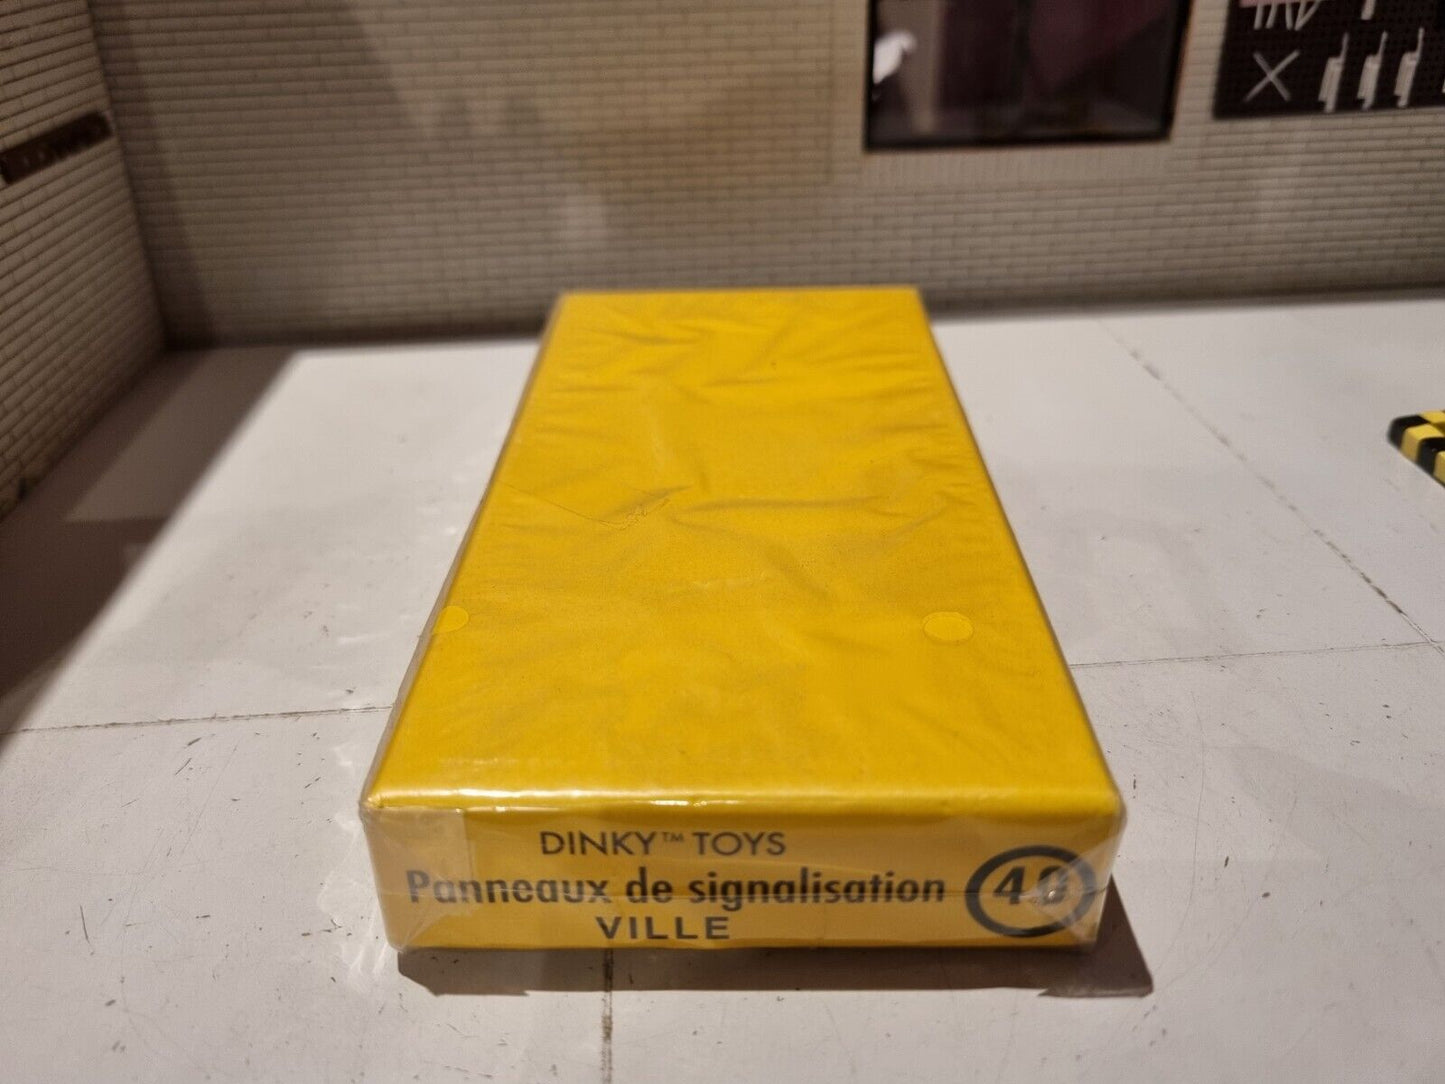 DINKY™ TOYS
Panneaux de signalisation
VILLE